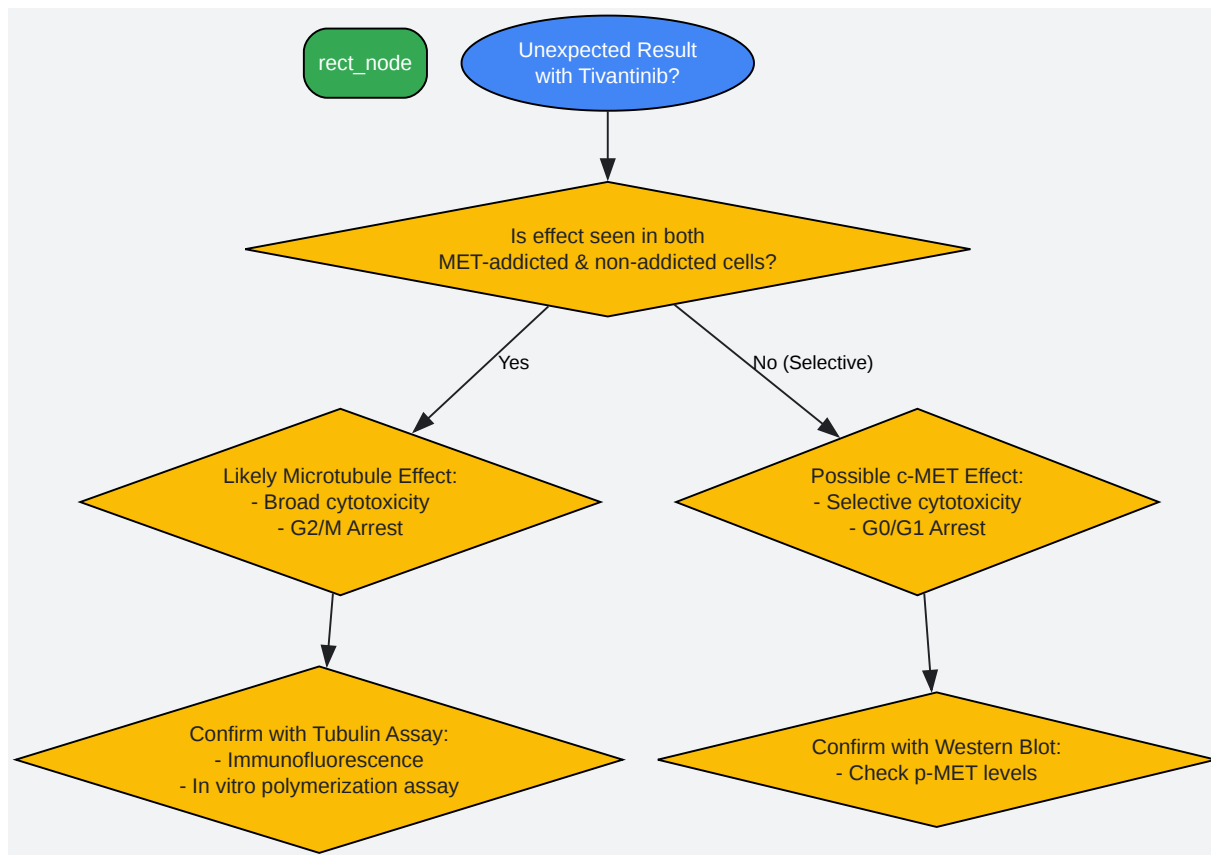 rect_node
Unexpected Result
with Tivantinib?
Is effect seen in both
MET-addicted & non-addicted cells?
Yes
No (Selective)
Likely Microtubule Effect:
- Broad cytotoxicity
- G2/M Arrest
Possible c-MET Effect:
- Selective cytotoxicity
- G0/G1 Arrest
Confirm with Tubulin Assay:
- Immunofluorescence
- In vitro polymerization assay
Confirm with Western Blot:
- Check p-MET levels